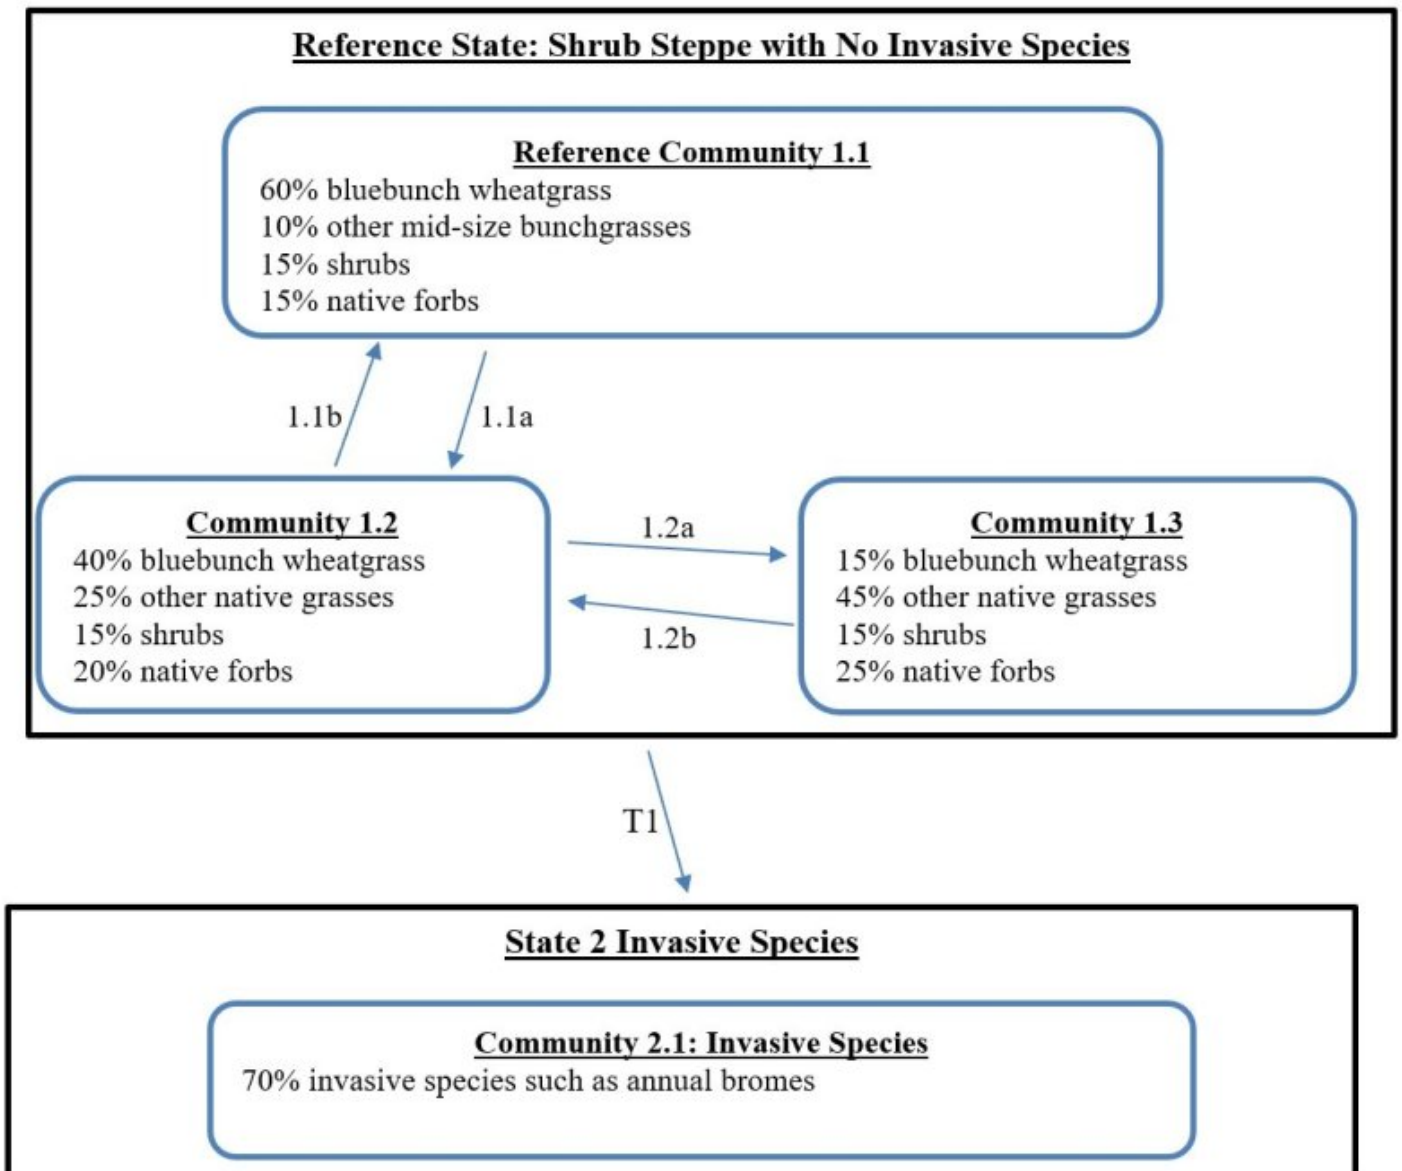 Reference State: Shrub Steppe with No Invasive Species
Reference Community 1.1
60% bluebunch wheatgrass
10% other mid-size bunchgrasses
15% shrubs
15% native forbs
1.1b
1.1a
Community 1.2
40% bluebunch wheatgrass
25% other native grasses
15% shrubs
20% native forbs
1.2a
1.2b
Community 1.3
15% bluebunch wheatgrass
45% other native grasses
15% shrubs
25% native forbs
T1
State 2 Invasive Species
Community 2.1: Invasive Species
70% invasive species such as annual bromes